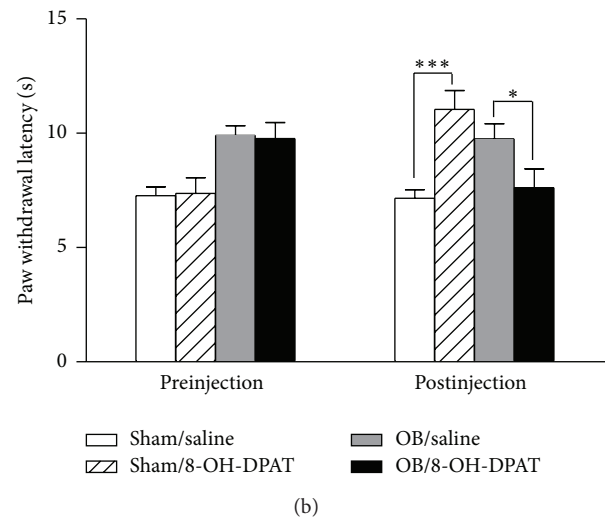 15
10
5
0
Paw withdrawal latency (s)
***
*
Preinjection
Postinjection
Sham/saline
OB/saline
Sham/8-OH-DPAT
OB/8-OH-DPAT
(b)